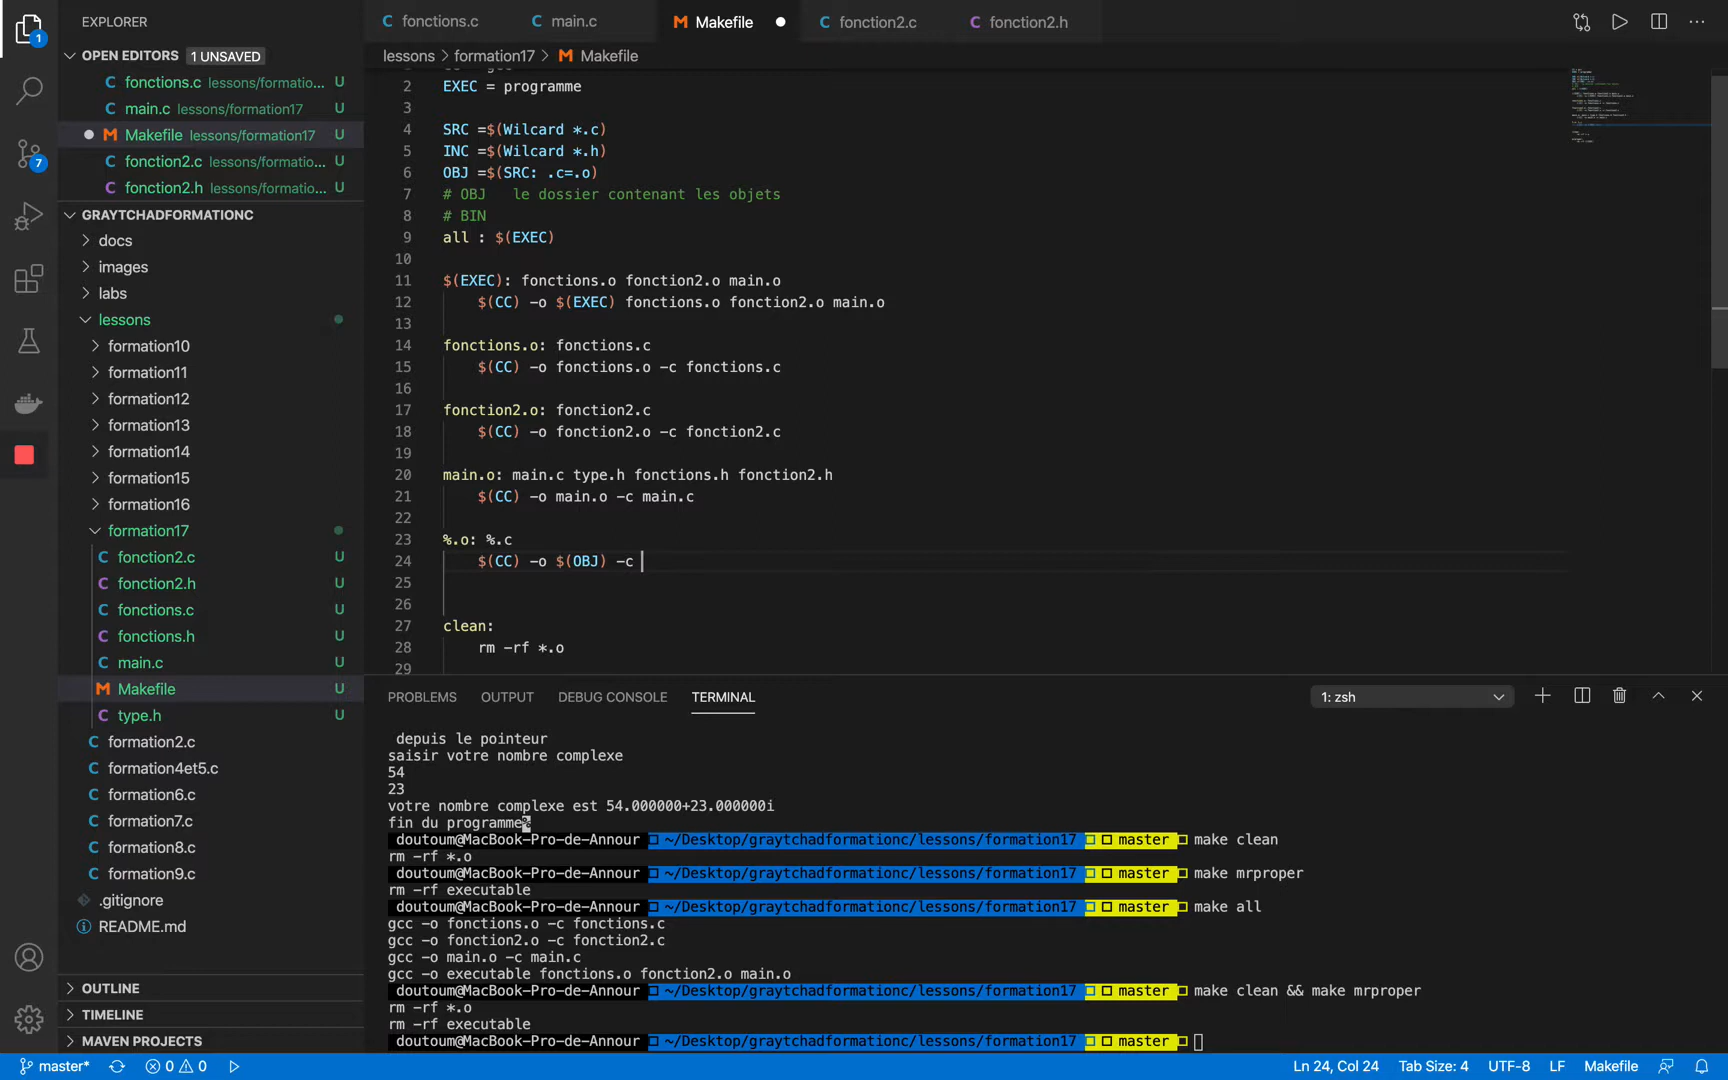 EXPLORER
OPEN EDITORS 1 UNSAVED
fonctions.c lessons/formatio... U
main.c lessons/formation17 U
Makefile lessons/formation17 U
fonction2.c lessons/formatio... U
fonction2.h lessons/formatio... U
GRAYTCHADFORMATIONC
docs
images
labs
lessons
formation10
formation11
formation12
formation13
formation14
formation15
formation16
formation17
fonction2.c U
fonction2.h U
fonctions.c U
fonctions.h U
main.c U
Makefile U
type.h U
formation2.c
formation4et5.c
formation6.c
formation7.c
formation8.c
formation9.c
.gitignore
README.md
OUTLINE
TIMELINE
MAVEN PROJECTS
1
7
fonctions.c main.c Makefile fonction2.c fonction2.h
lessons > formation17 > Makefile
2 EXEC = programme
3
4 SRC =$(Wilcard *.c)
5 INC =$(Wilcard *.h)
6 OBJ =$(SRC: .c=.o)
7 # OBJ le dossier contenant les objets
8 # BIN
9 all : $(EXEC)
10
11 $(EXEC): fonctions.o fonction2.o main.o
12 $(CC) -o $(EXEC) fonctions.o fonction2.o main.o
13
14 fonctions.o: fonctions.c
15 $(CC) -o fonctions.o -c fonctions.c
16
17 fonction2.o: fonction2.c
18 $(CC) -o fonction2.o -c fonction2.c
19
20 main.o: main.c type.h fonctions.h fonction2.h
21 $(CC) -o main.o -c main.c
22
23 %.o: %.c
24 $(CC) -o $(OBJ) -c
25
26
27 clean:
28 rm -rf *.o
29
PROBLEMS OUTPUT DEBUG CONSOLE TERMINAL 1: zsh
depuis le pointeur
saisir votre nombre complexe
54
23
votre nombre complexe est 54.000000+23.000000i
fin du programme%
doutoum@MacBook-Pro-de-Annour ~/Desktop/graytchadformationc/lessons/formation17 master make clean
rm -rf *.o
doutoum@MacBook-Pro-de-Annour ~/Desktop/graytchadformationc/lessons/formation17 master make mrproper
rm -rf executable
doutoum@MacBook-Pro-de-Annour ~/Desktop/graytchadformationc/lessons/formation17 master make all
gcc -o fonctions.o -c fonctions.c
gcc -o fonction2.o -c fonction2.c
gcc -o main.o -c main.c
gcc -o executable fonctions.o fonction2.o main.o
doutoum@MacBook-Pro-de-Annour ~/Desktop/graytchadformationc/lessons/formation17 master make clean && make mrproper
rm -rf *.o
rm -rf executable
doutoum@MacBook-Pro-de-Annour ~/Desktop/graytchadformationc/lessons/formation17 master
master* 0 0 Ln 24, Col 24 Tab Size: 4 UTF-8 LF Makefile